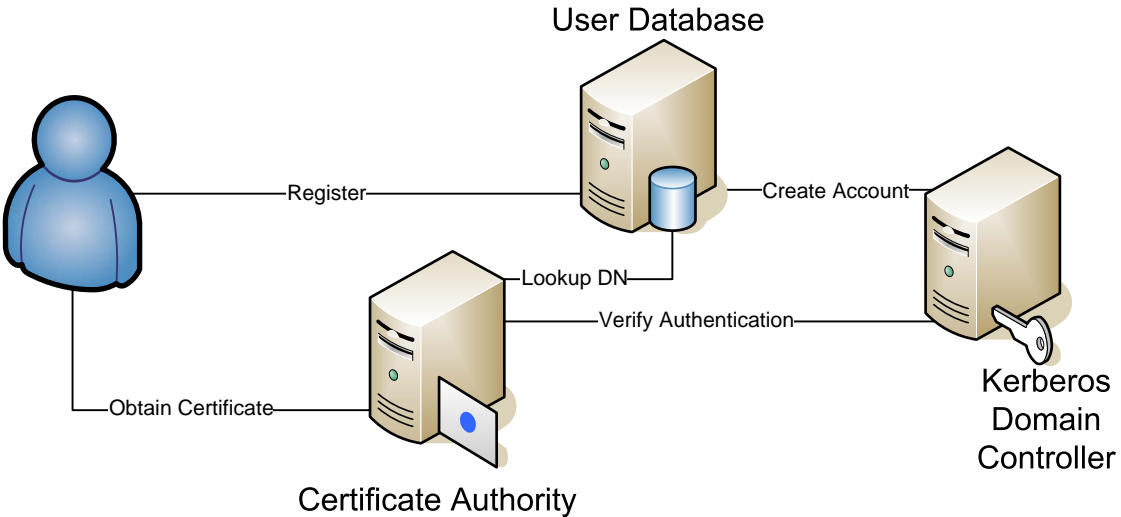 User Database
Register
Create Account
Lookup DN
Verify Authentication
Kerberos
Domain
Controller
Obtain Certificate
Certificate Authority